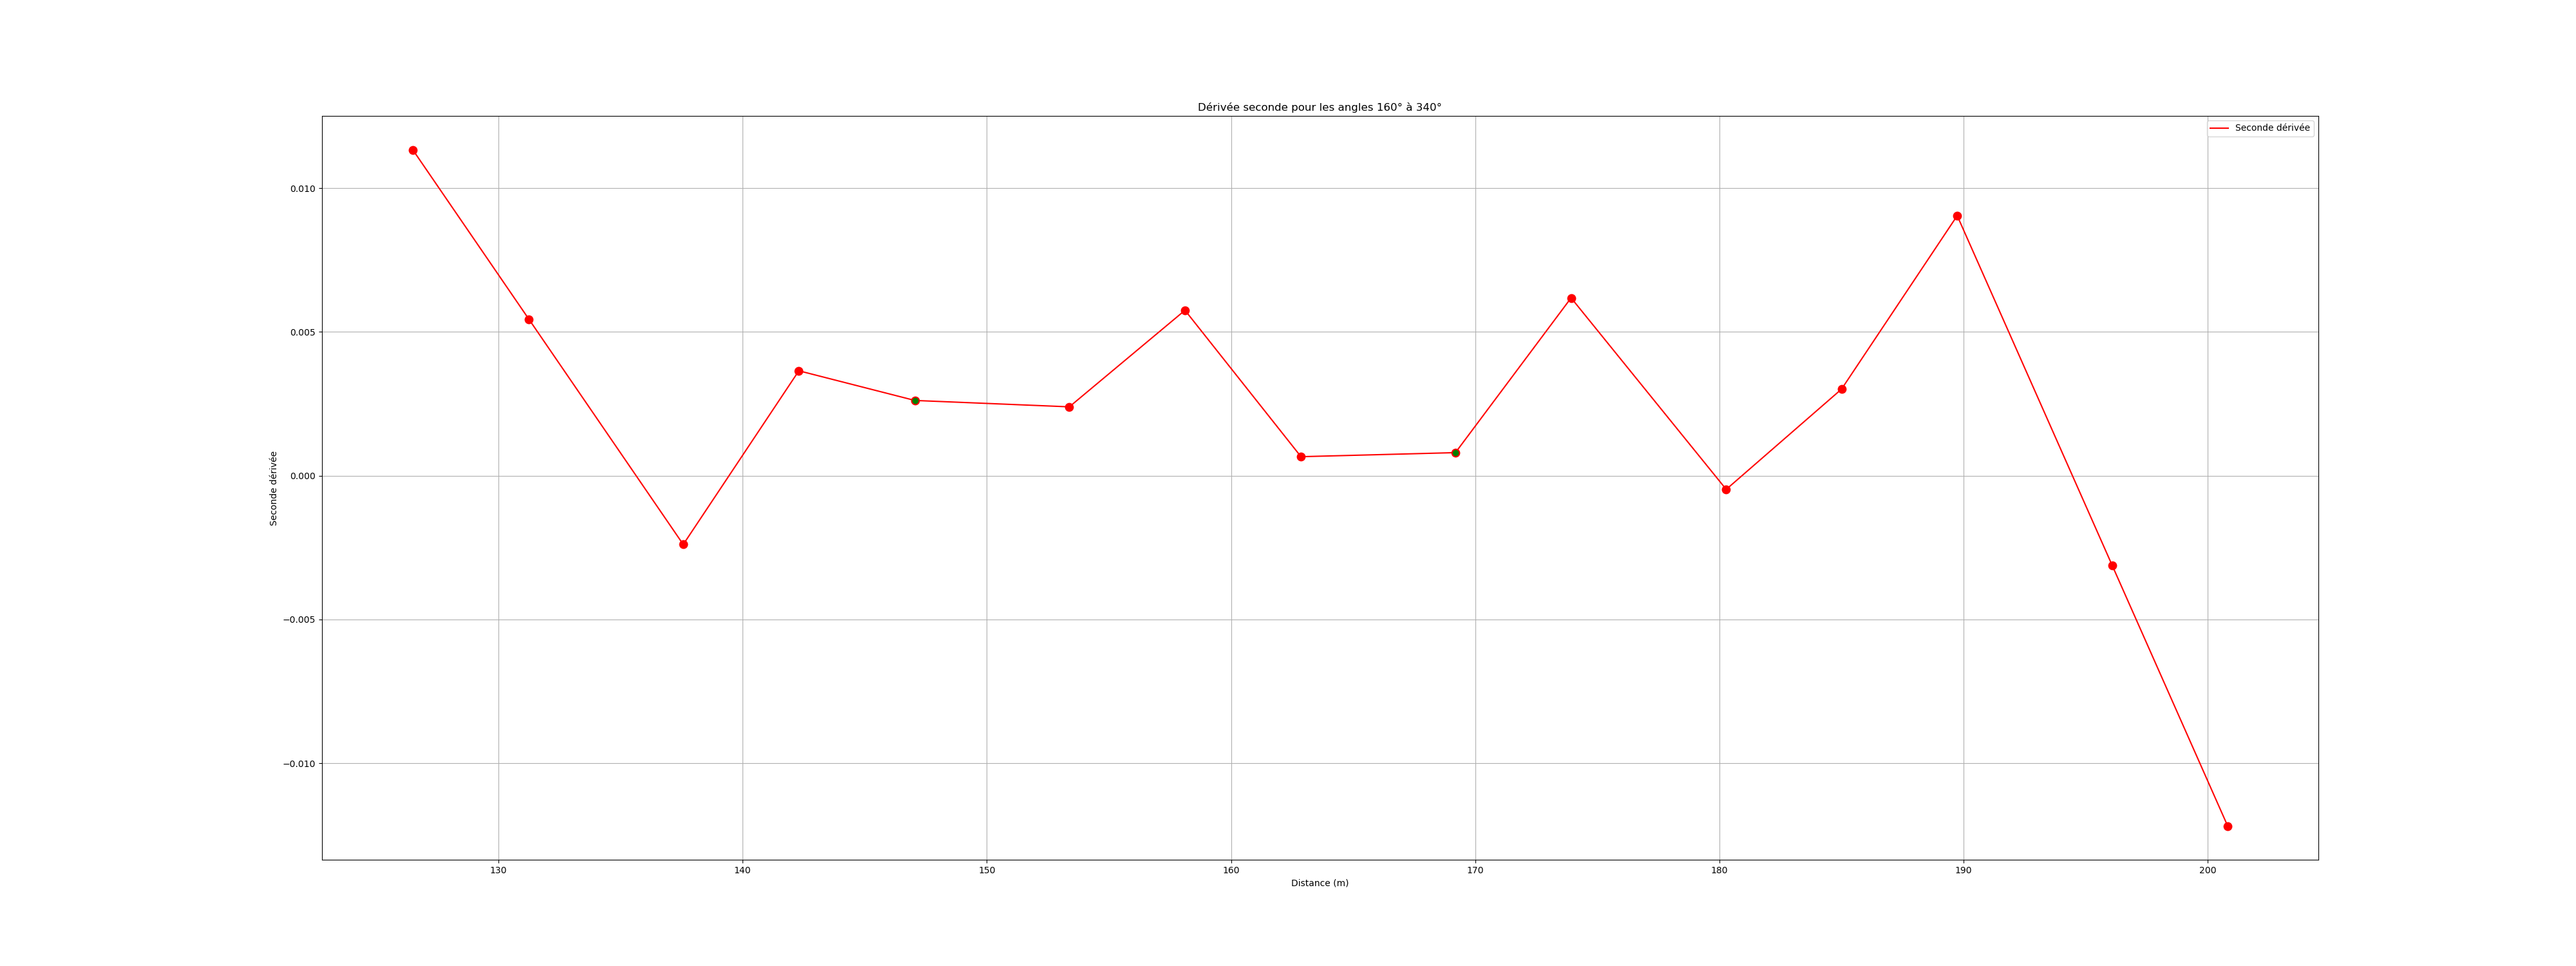 Dérivée seconde pour les angles 160° à 340°
Seconde dérivée
0.010
0.005
0.000
−0.005
−0.010
Seconde dérivée
130 140 150 160 170 180 190 200
Distance (m)